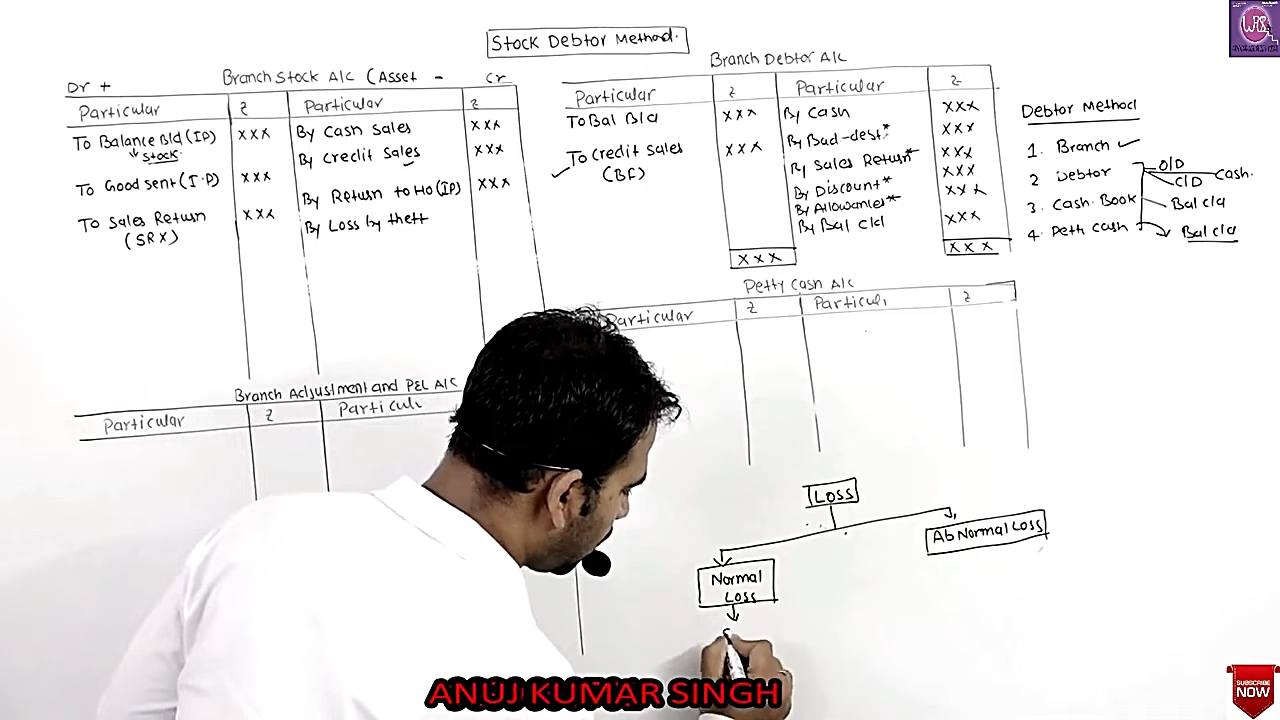 Stock Debtor Method.
Dr +
Branch Stock A/c (Asset -
Cr
Particular
z
Particular
z
To Balance B/d (IP)
xxx
By Cash Sales
xxx
Stock.
By Credit Sales
xxx
To Good Sent (I.P)
xxx
By Return to HO (IP)
xxx
To Sales Return
xxx
By Loss by theft
(SRX)
Branch Debtor A/c
Particular
z
Particular
z
To Bal B/d
xxx
By Cash
xxx
By Bad-dest*
xxx
To Credit Sales
xxx
By Sales Return*
xxx
(BF)
By Discount*
xxx
By Allowances*
xxx
By Bal c/d
xxx
xxx
xxx
Debtor Method
1. Branch
2 Debtor
O/D
C/D
Cash.
3. Cash Book
Bal c/d
4. Peth Cash
Bal c/d
Petty Cash A/c
Particular
z
Particul,
z
Branch Adjustment and P&L A/c
Particular
z
Particul
Loss
Ab Normal Loss
Normal
Loss
ANUJ KUMAR SINGH
SUBSCRIBE
NOW